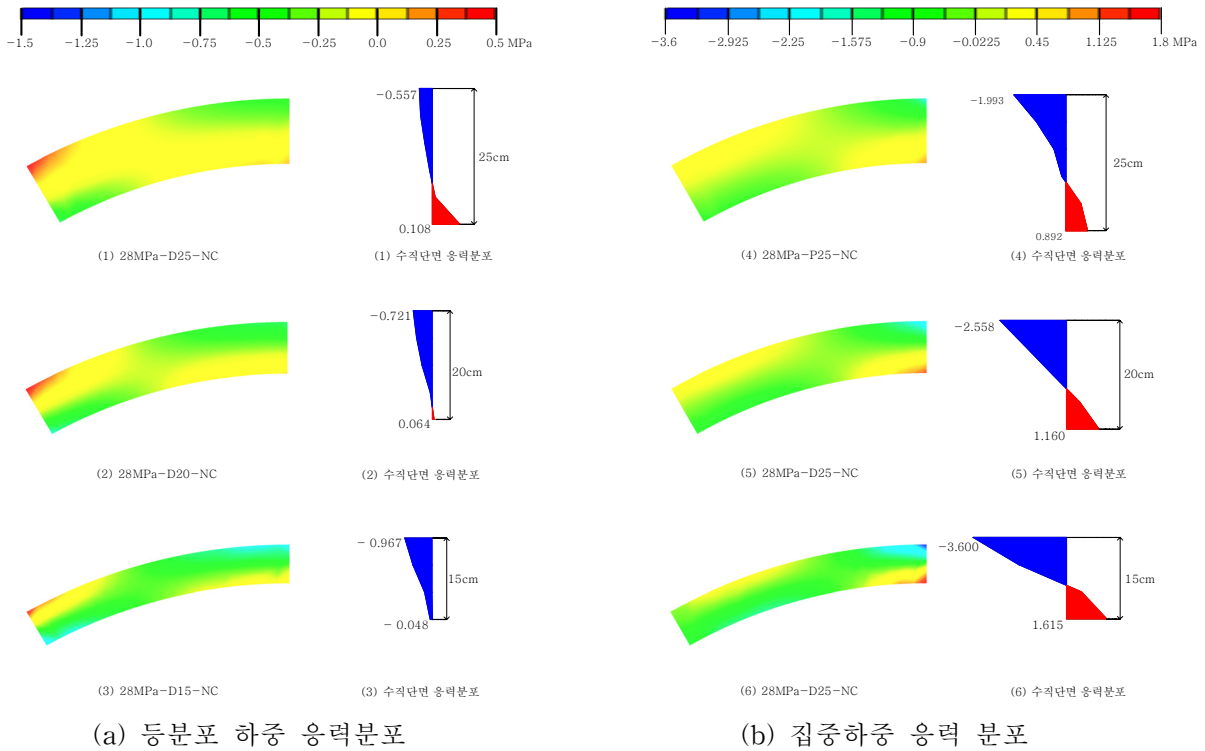 -1.5 -1.25 -1.0 -0.75 -0.5 -0.25 0.0 0.25 0.5 MPa
-0.557
25cm
0.108
(1) 28MPa-D25-NC
(1) 수직단면 응력분포
-0.721
20cm
0.064
(2) 28MPa-D20-NC
(2) 수직단면 응력분포
- 0.967
15cm
- 0.048
(3) 28MPa-D15-NC
(3) 수직단면 응력분포
(a) 등분포 하중 응력분포
-3.6 -2.925 -2.25 -1.575 -0.9 -0.0225 0.45 1.125 1.8 MPa
-1.993
25cm
0.892
(4) 28MPa-P25-NC
(4) 수직단면 응력분포
-2.558
20cm
1.160
(5) 28MPa-D25-NC
(5) 수직단면 응력분포
-3.600
15cm
1.615
(6) 28MPa-D25-NC
(6) 수직단면 응력분포
(b) 집중하중 응력 분포